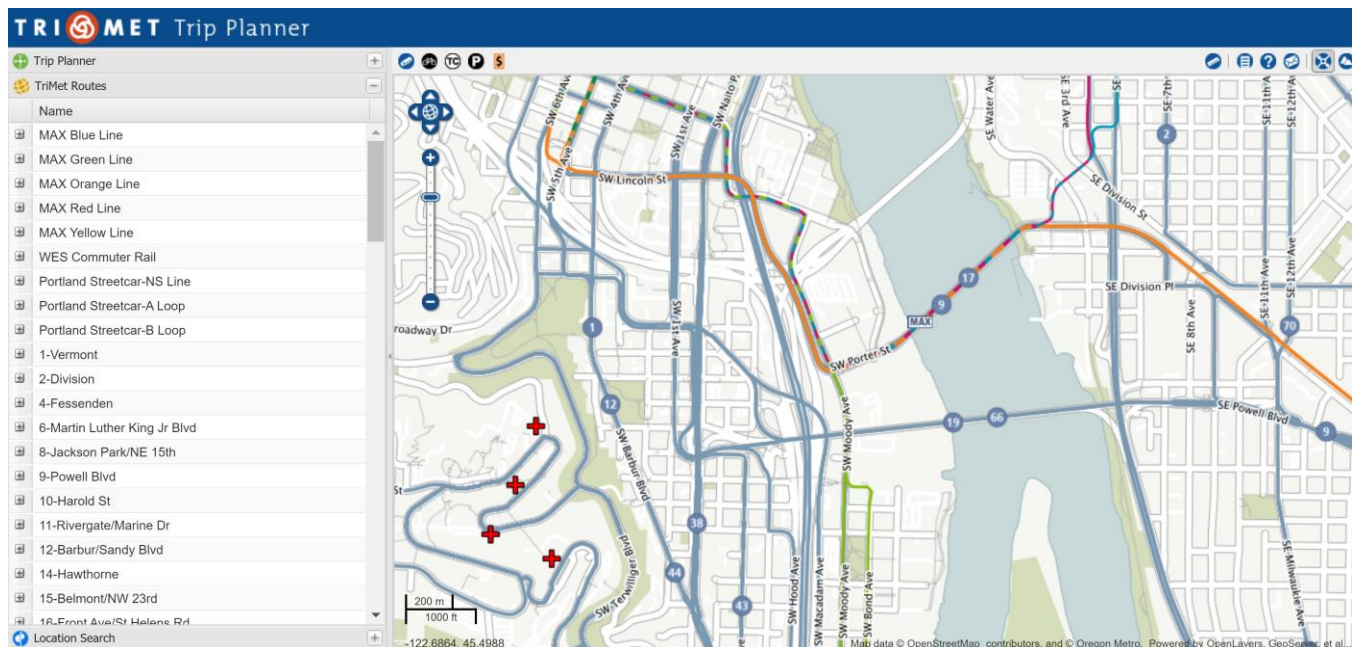 TRI MET Trip Planner
Trip Planner
TriMet Routes
Name
MAX Blue Line
MAX Green Line
MAX Orange Line
MAX Red Line
MAX Yellow Line
WES Commuter Rail
Portland Streetcar-NS Line
Portland Streetcar-A Loop
Portland Streetcar-B Loop
1-Vermont
2-Division
4-Fessenden
6-Martin Luther King Jr Blvd
8-Jackson Park/NE 15th
9-Powell Blvd
10-Harold St
11-Rivergate/Marine Dr
12-Barbur/Sandy Blvd
14-Hawthorne
15-Belmont/NW 23rd
16-Front Ave/St Helens Rd
Location Search
TC
P
$
?
SW 6th Ave
SW 4th Ave
SW 5th Ave
SW 1st Ave
SW Naito P
SE Water Ave
SE 3rd Ave
SE
SE 7th
SE 11th Ave
SE 12th Ave
2
SW Lincoln St
SE Division St
17
9
MAX
SE Division Pl
SE 11th Ave
SE 12th Ave
SE 8th Ave
70
roadway Dr
1
SW 1st Ave
SW Porter St
12
SW Barbur Blvd
SW Moody Ave
19
66
SE Powell Blvd
9
St
38
SW Terwilliger Blvd
44
43
SW Hood Ave
SW Macadam Ave
SW Moody Ave
SW Bond Ave
SE Milwaukie Ave
200 m
1000 ft
-122.6864, 45.4988
Map data © OpenStreetMap contributors, and © Oregon Metro. Powered by OpenLayers, GeoServer, et al...